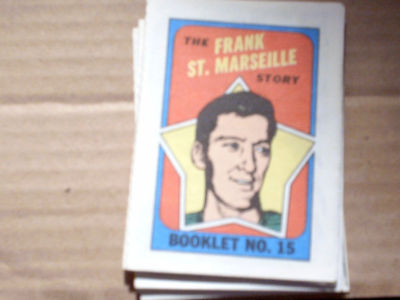 THE FRANK
ST. MARSEILLE
STORY
BOOKLET NO. 15